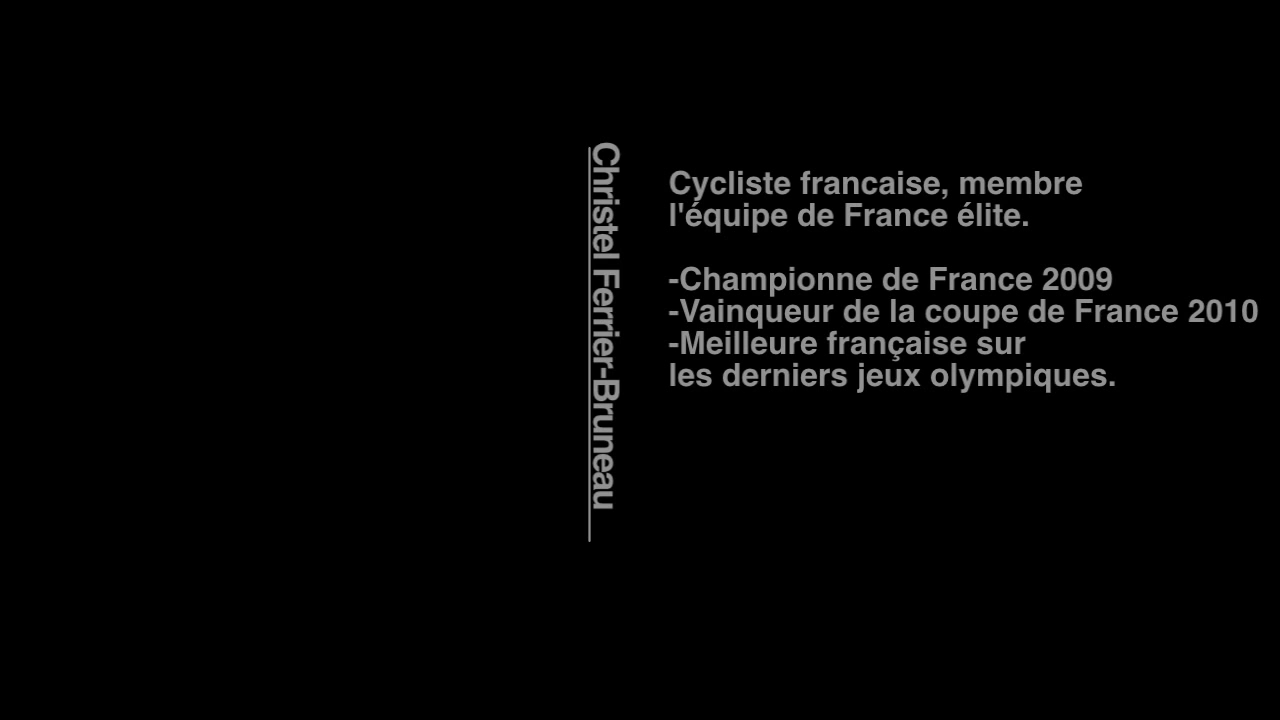 Christel Ferrier-Bruneau
Cycliste francaise, membre
l'équipe de France élite.
-Championne de France 2009
-Vainqueur de la coupe de France 2010
-Meilleure française sur
les derniers jeux olympiques.